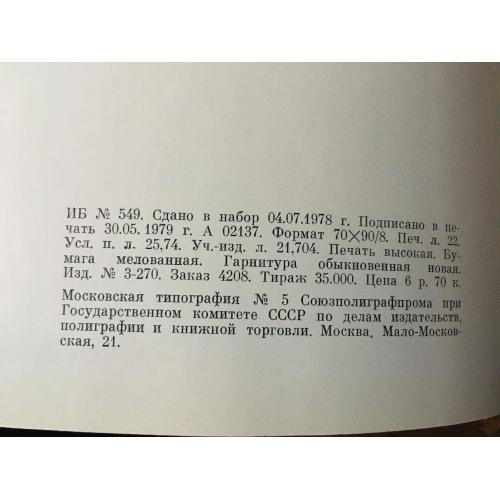 ИБ № 549. Сдано в набор 04.07.1978 г. Подписано в пе-
чать 30.05. 1979 г. А 02137. Формат 70×90/8. Печ. л. 22.
Усл. п. л. 25,74. Уч.-изд. л. 21,704. Печать высокая. Бу-
мага мелованная. Гарнитура обыкновенная новая.
Изд. № 3-270. Заказ 4208. Тираж 35.000. Цена 6 р. 70 к.
Московская типография № 5 Союзполиграфпрома при
Государственном комитете СССР по делам издательств,
полиграфии и книжной торговли. Москва, Мало-Москов-
ская, 21.